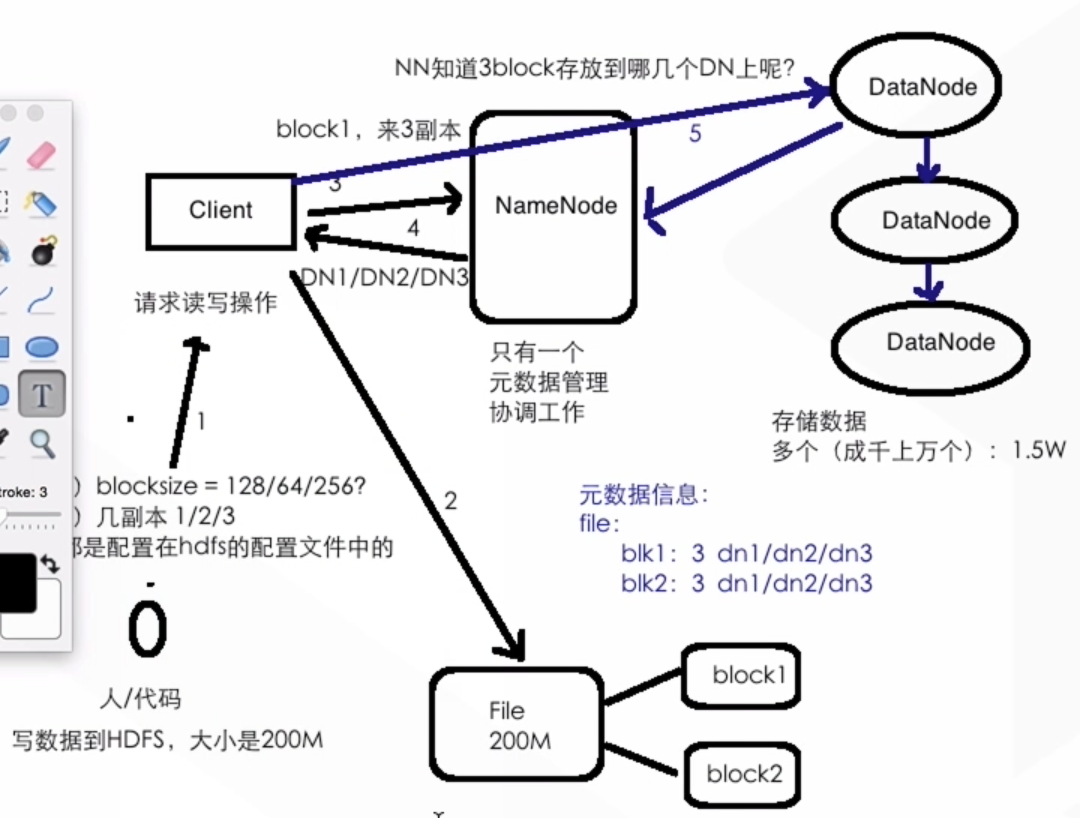 NN知道3block存放到哪几个DN上呢?
DataNode
block1，来3副本
5
3
Client
NameNode
4
DataNode
DN1/DN2/DN3
请求读写操作
DataNode
只有一个
元数据管理
协调工作
存储数据
多个（成千上万个）：1.5W
1
T
troke: 3
）blocksize = 128/64/256?
）几副本 1/2/3
是配置在hdfs的配置文件中的
2
元数据信息：
file:
blk1：3 dn1/dn2/dn3
blk2：3 dn1/dn2/dn3
人/代码
写数据到HDFS，大小是200M
File
200M
block1
block2